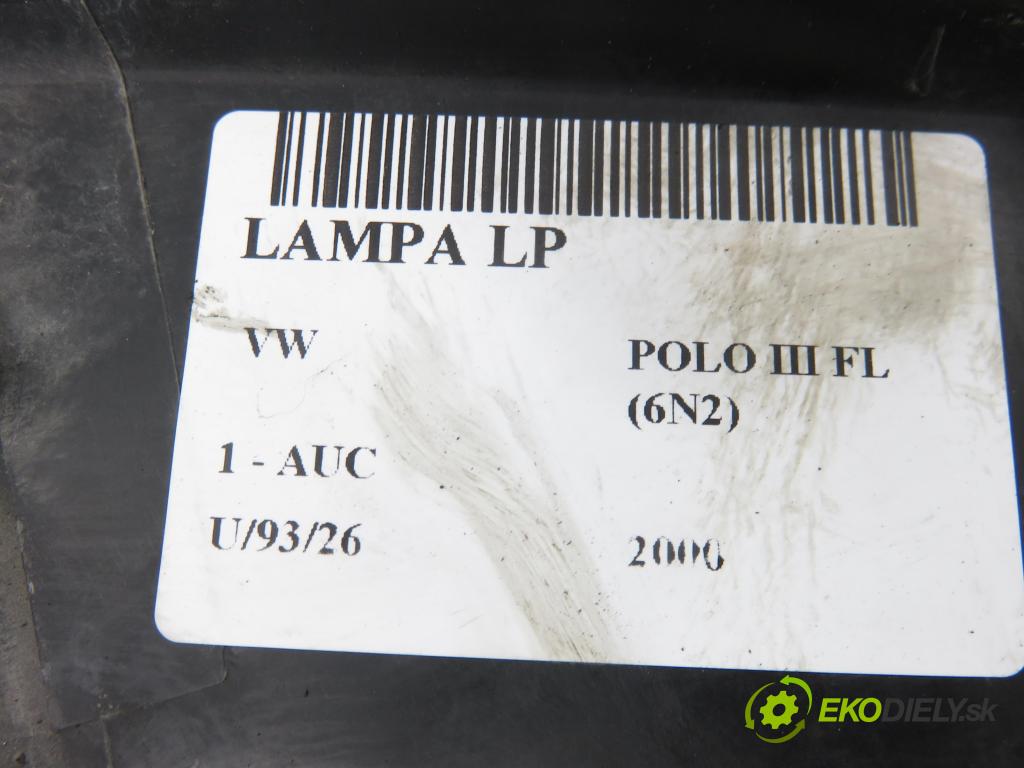 LAMPA LP
VW
POLO III FL
(6N2)
1 - AUC
U/93/26
2000
EKODIELY.sk